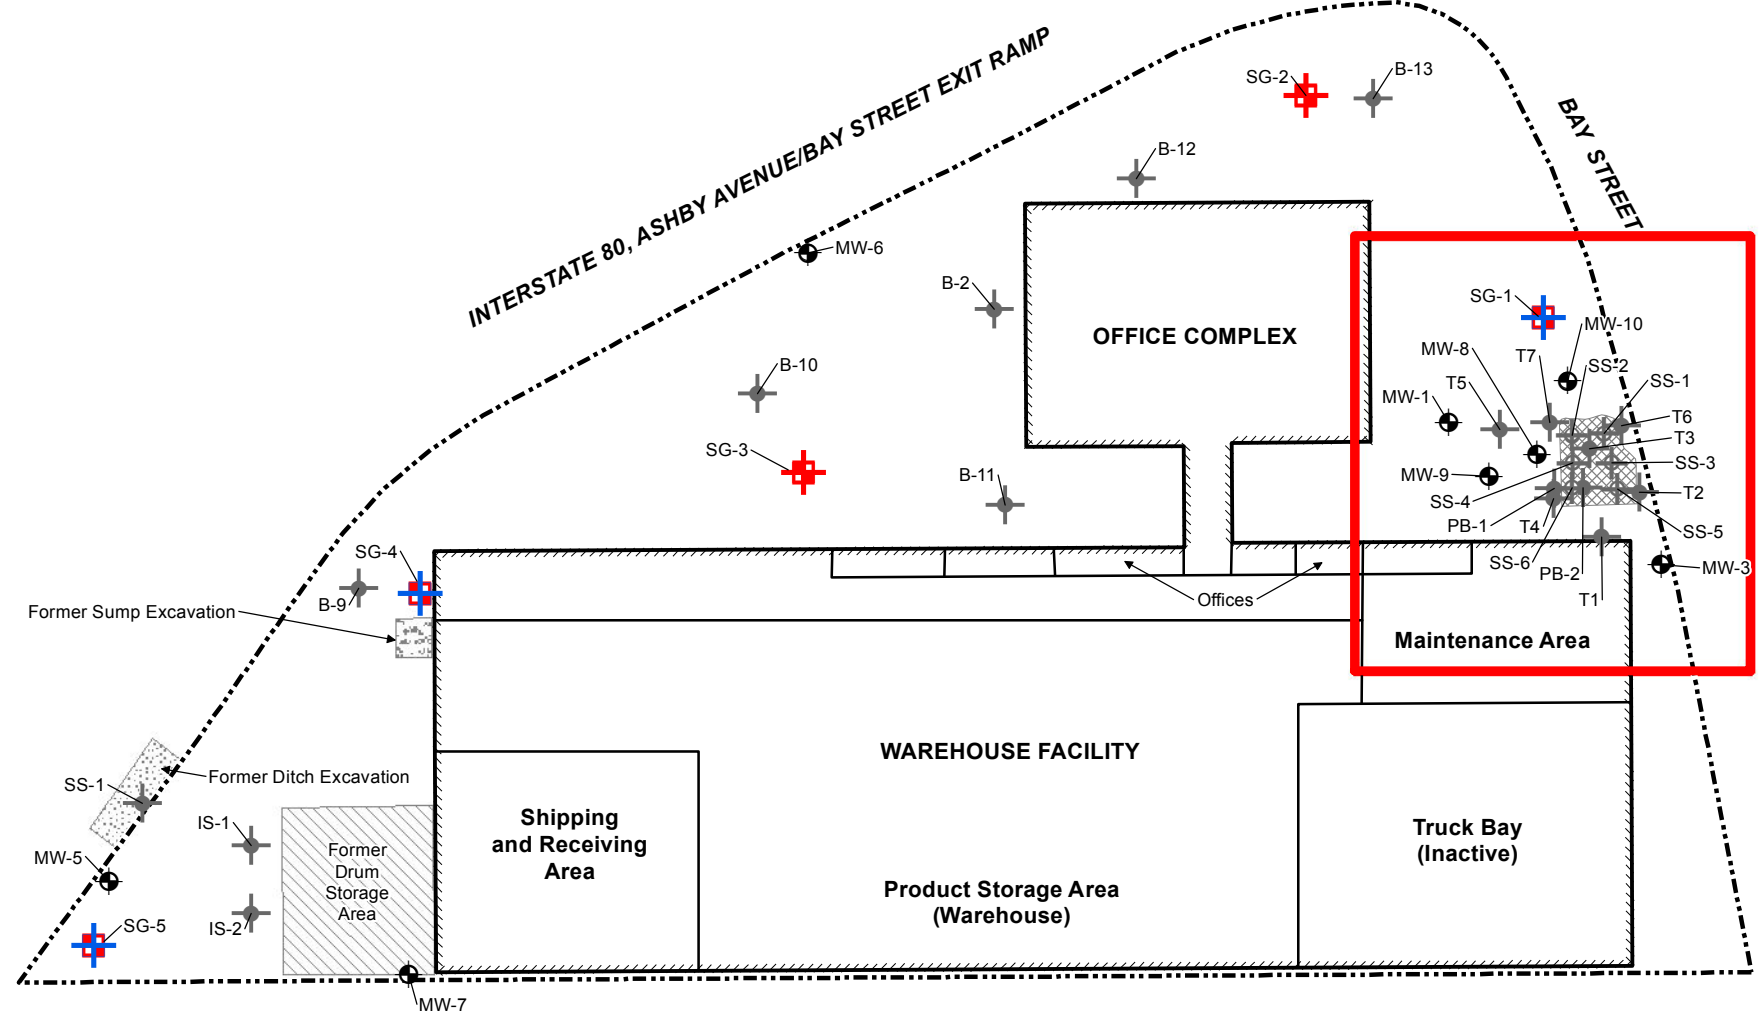 INTERSTATE 80, ASHBY AVENUE/BAY STREET EXIT RAMP
BAY STREET
SG-2
B-13
B-12
MW-6
B-2
SG-1
MW-10
OFFICE COMPLEX
MW-8
T7
SS-2
B-10
T5
SS-1
MW-1
T6
T3
SG-3
SS-3
B-11
MW-9
SS-4
T2
PB-1
T4
SS-5
SG-4
SS-6
PB-2
MW-3
B-9
Offices
T1
Former Sump Excavation
Maintenance Area
WAREHOUSE FACILITY
Former Ditch Excavation
SS-1
Shipping
and Receiving
Area
IS-1
Truck Bay
(Inactive)
Former
Drum
Storage
Area
MW-5
Product Storage Area
(Warehouse)
SG-5
IS-2
MW-7